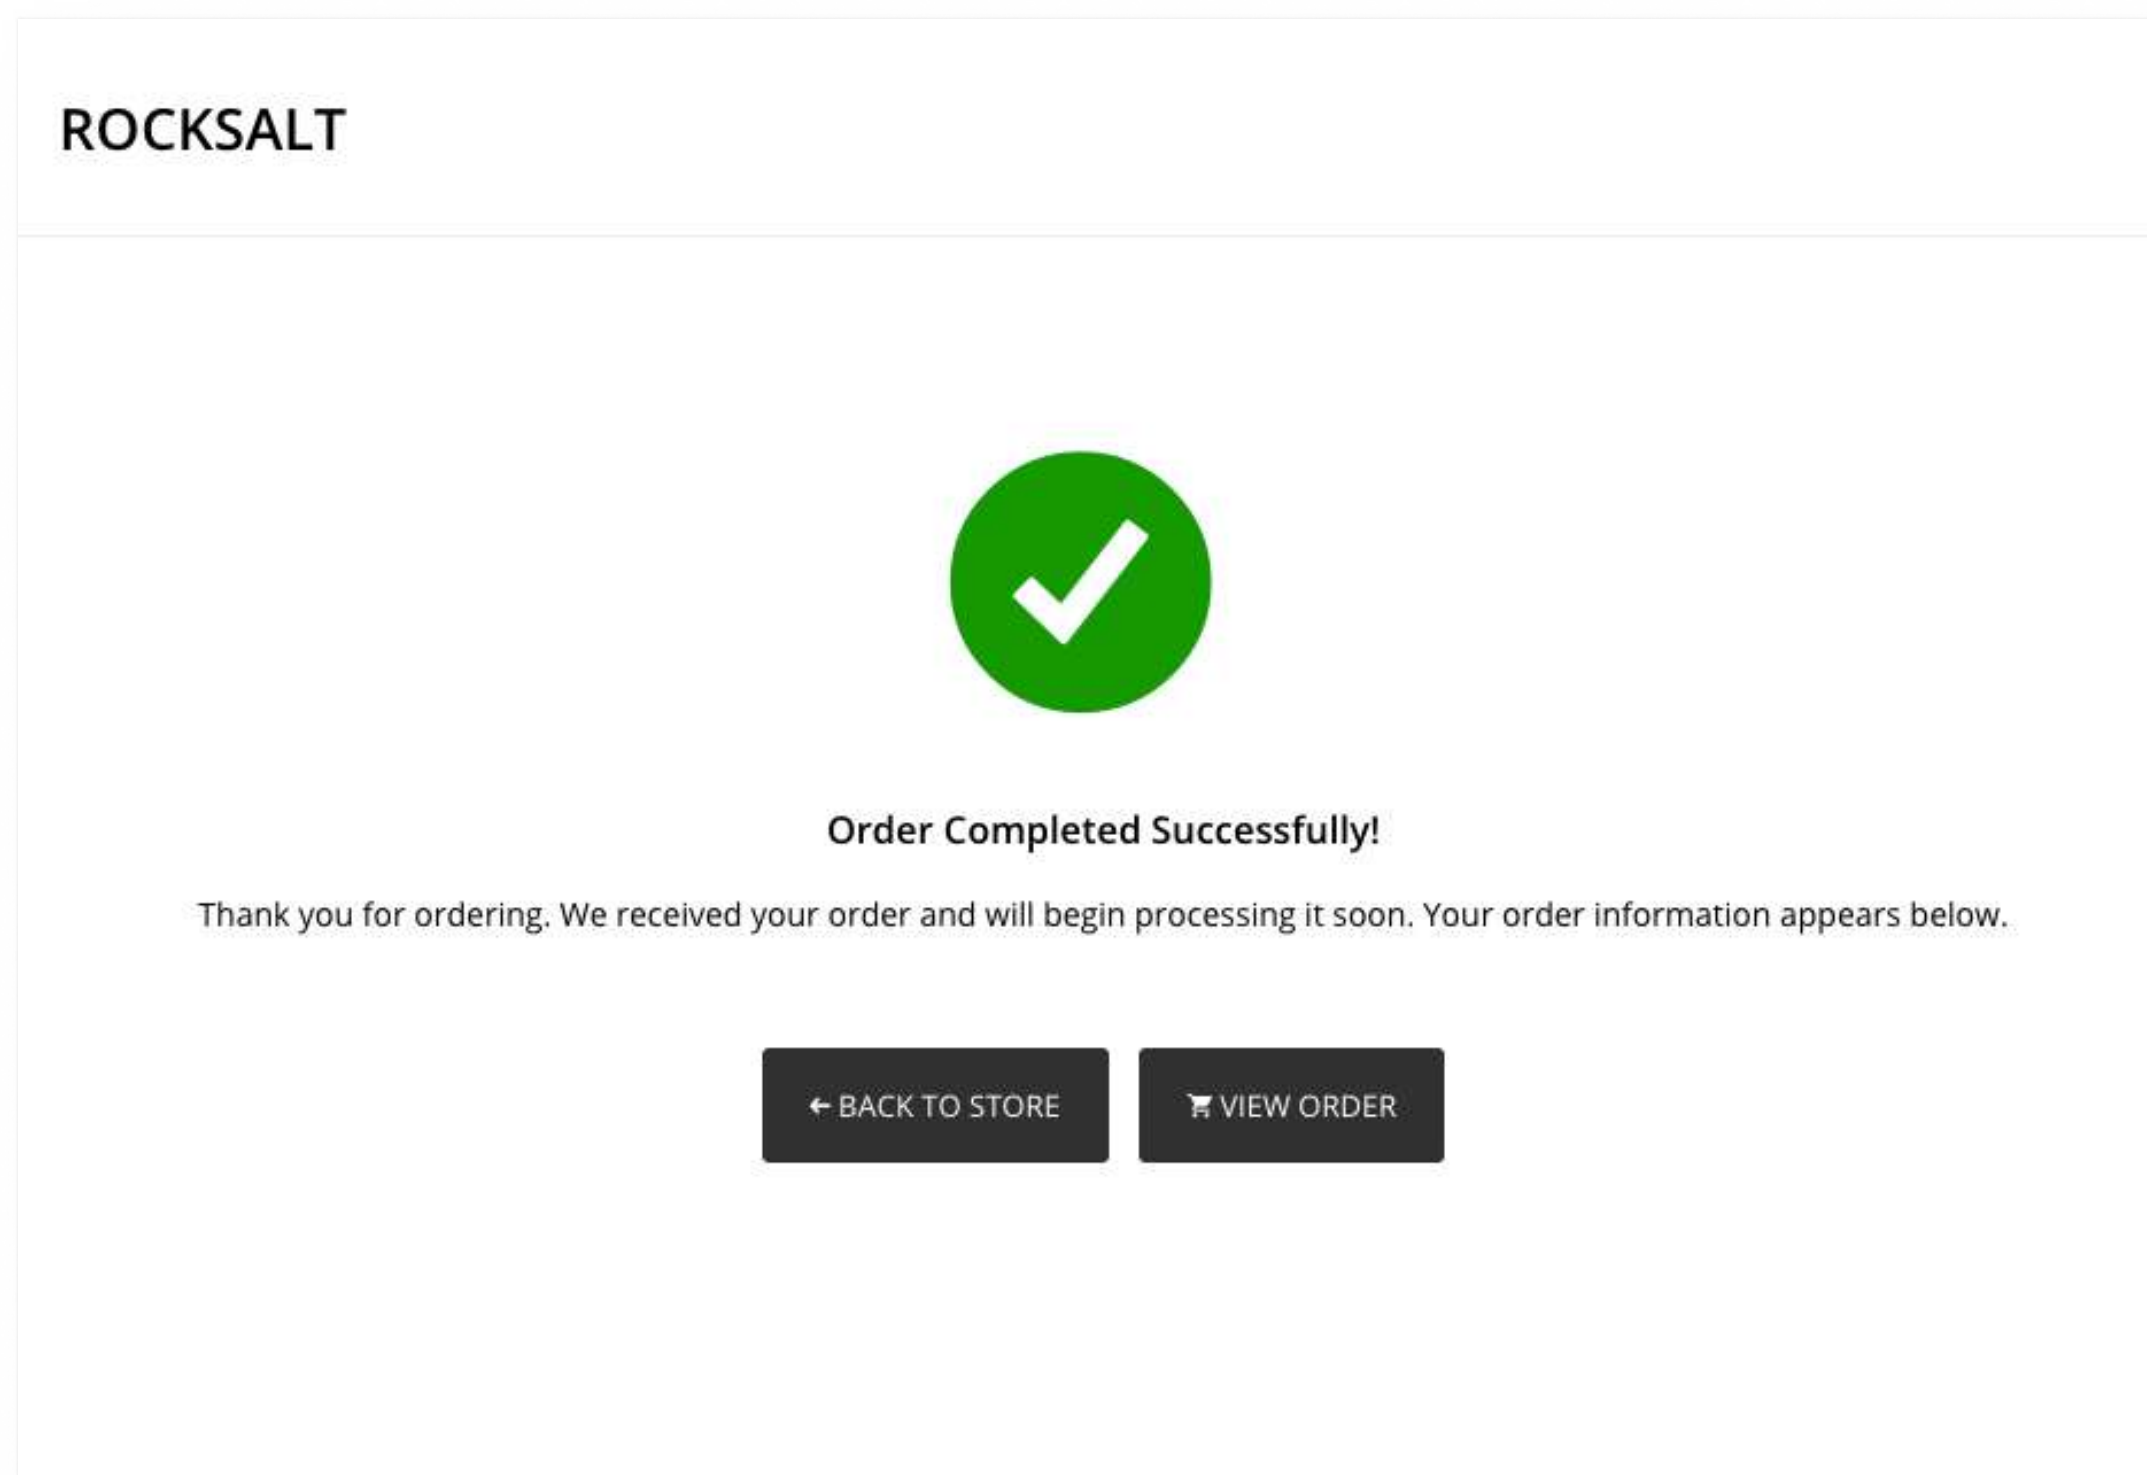 ROCKSALT
Order Completed Successfully!
Thank you for ordering. We received your order and will begin processing it soon. Your order information appears below.
BACK TO STORE
VIEW ORDER